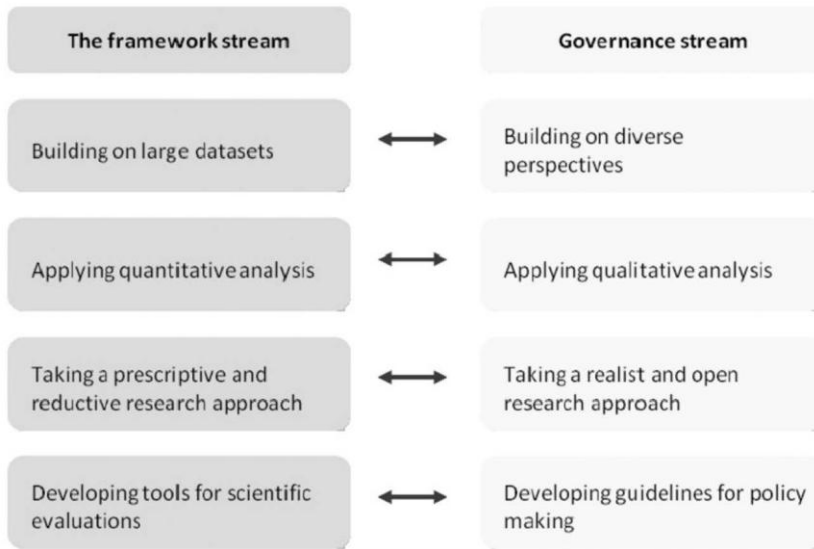 The framework stream
Governance stream
Building on large datasets
Building on diverse
perspectives
Applying quantitative analysis
Applying qualitative analysis
Taking a prescriptive and
reductive research approach
Taking a realist and open
research approach
Developing tools for scientific
evaluations
Developing guidelines for policy
making